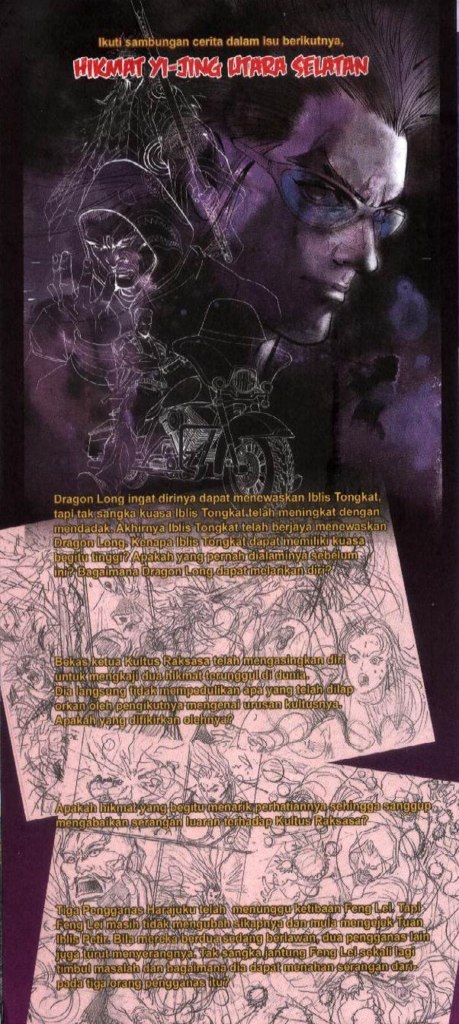 Ikuti sambungan cerita dalam isu berikutnya,
HIKMAT YI-JING UTARA SELATAN
Dragon Long ingat dirinya dapat menewaskan Iblis Tongkat,
tapi tak sangka kuasa Iblis Tongkat telah meningkat dengan
mendadak. Akhirnya Iblis Tongkat telah berjaya menewaskan
Dragon Long. Kenapa Iblis Tongkat dapat memiliki kuasa
begitu tinggi? Apakah yang pernah dialaminya sebelum
ini? Bagaimana Dragon Long dapat melarikan diri?
Bekas ketua Kultus Raksasa telah mengasingkan diri
untuk mengkaji dua hikmat terunggul di dunia.
Dia langsung tidak mempedulikan apa yang telah dilap
orkan oleh pengikutnya mengenai urusan kultusnya.
Apakah yang difikirkan olehnya?
Apakah hikmat yang begitu menarik perhatiannya sehingga sanggup
mengabaikan serangan luaran terhadap Kultus Raksasa?
Tiga Pengganas Harajuku telah menunggu ketibaan Feng Lei. Tapi
Feng Lei masih tidak mengubah sikapnya dan mula mengejek Tuan
Iblis Petir. Bila mereka berdua sedang berlawan, dua pengganas lain
juga turut menyerangnya. Tak sangka jantung Feng Lei sekali lagi
timbul masalah dan bagaimana dia dapat menahan serangan dari-
pada tiga orang pengganas itu?